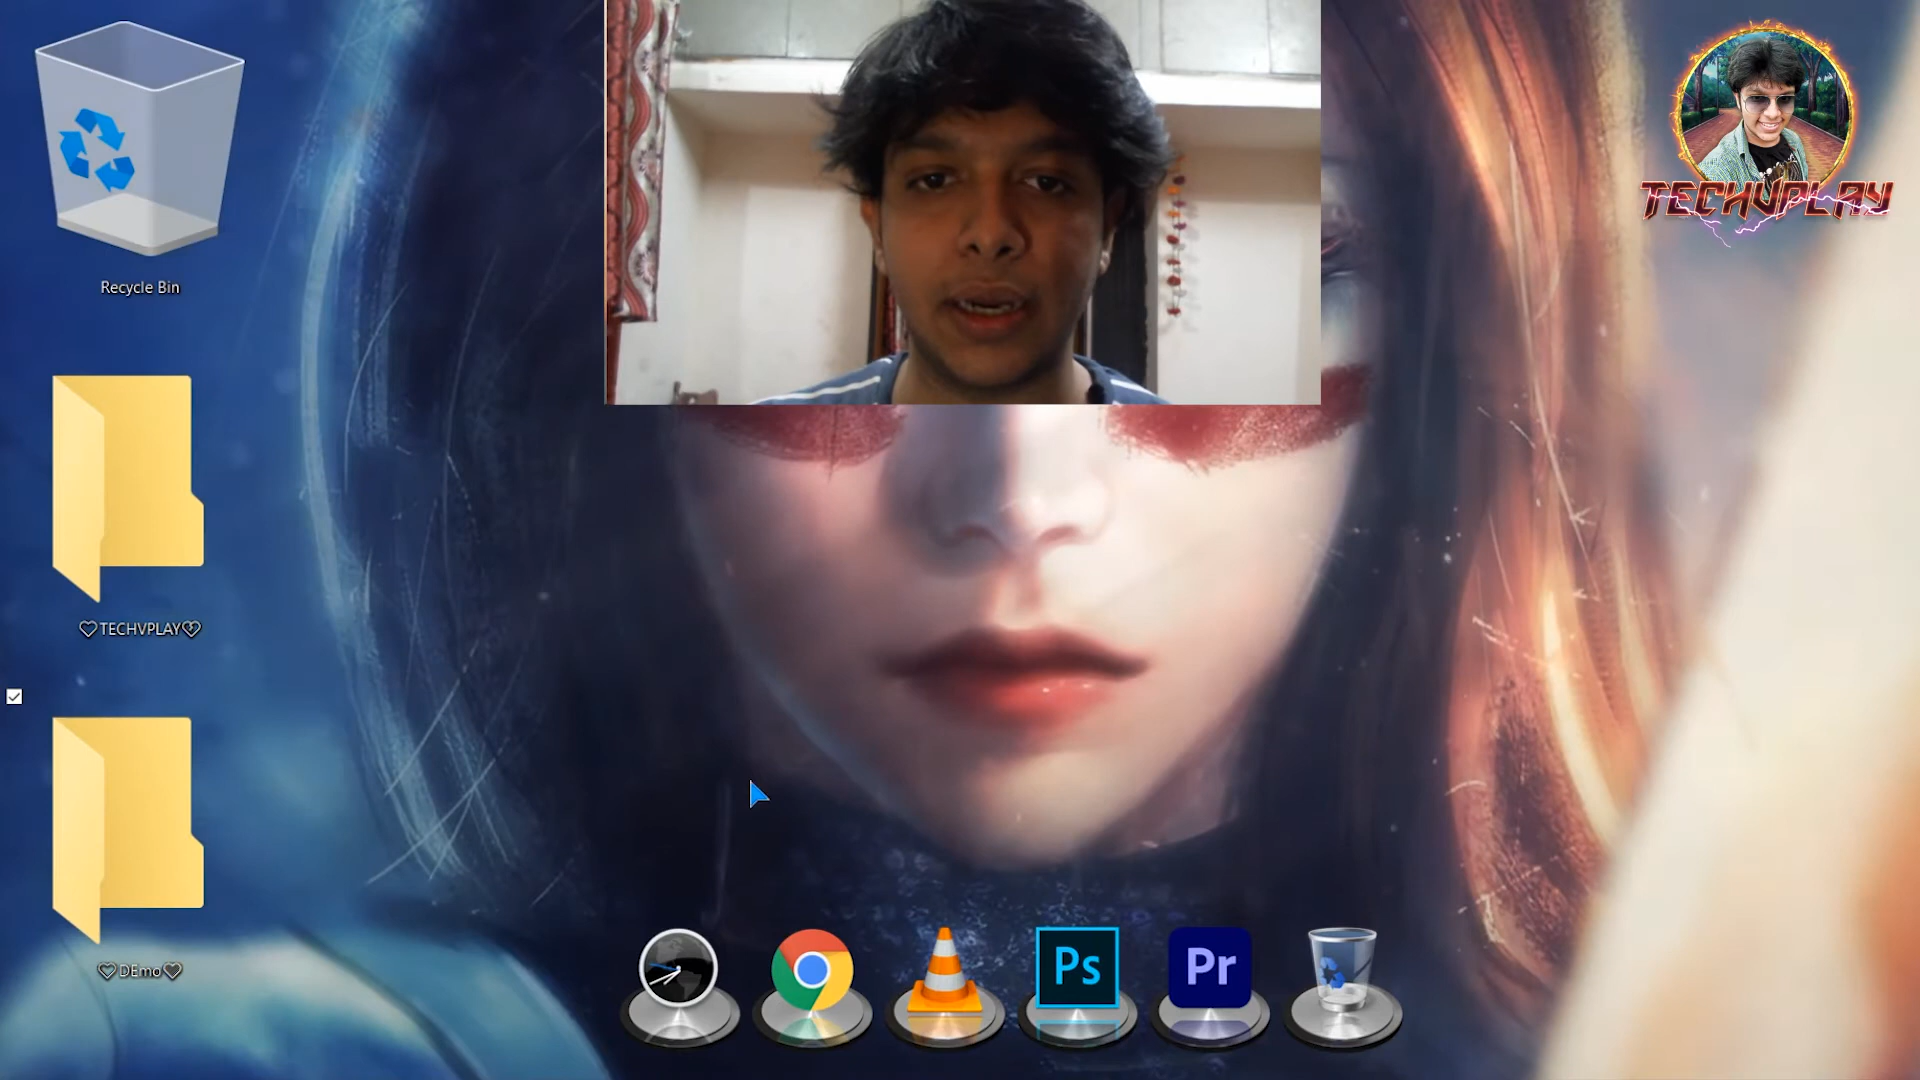 TECHVPLAY
Recycle Bin
♡TECHVPLAY💔
♡DEmo♡
Ps
Pr